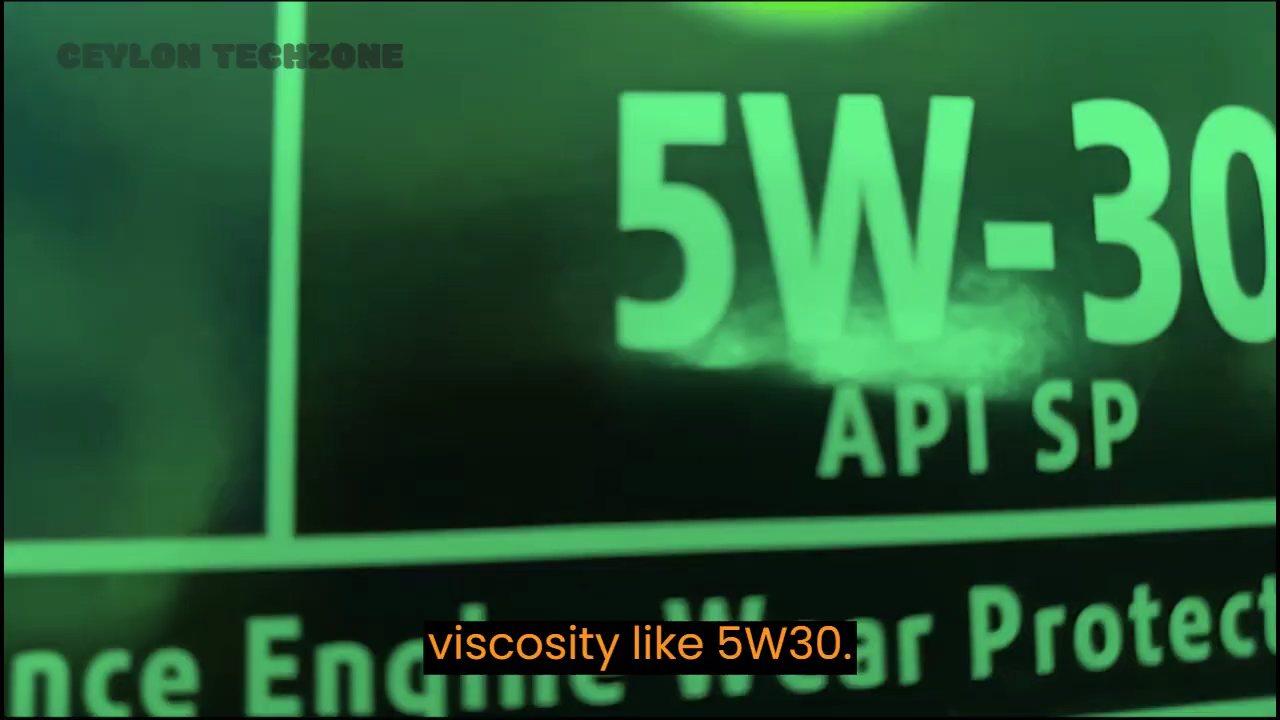 CEYLON TECHZONE
5W-30
API SP
nce Engine Wear Protect
viscosity like 5W30.